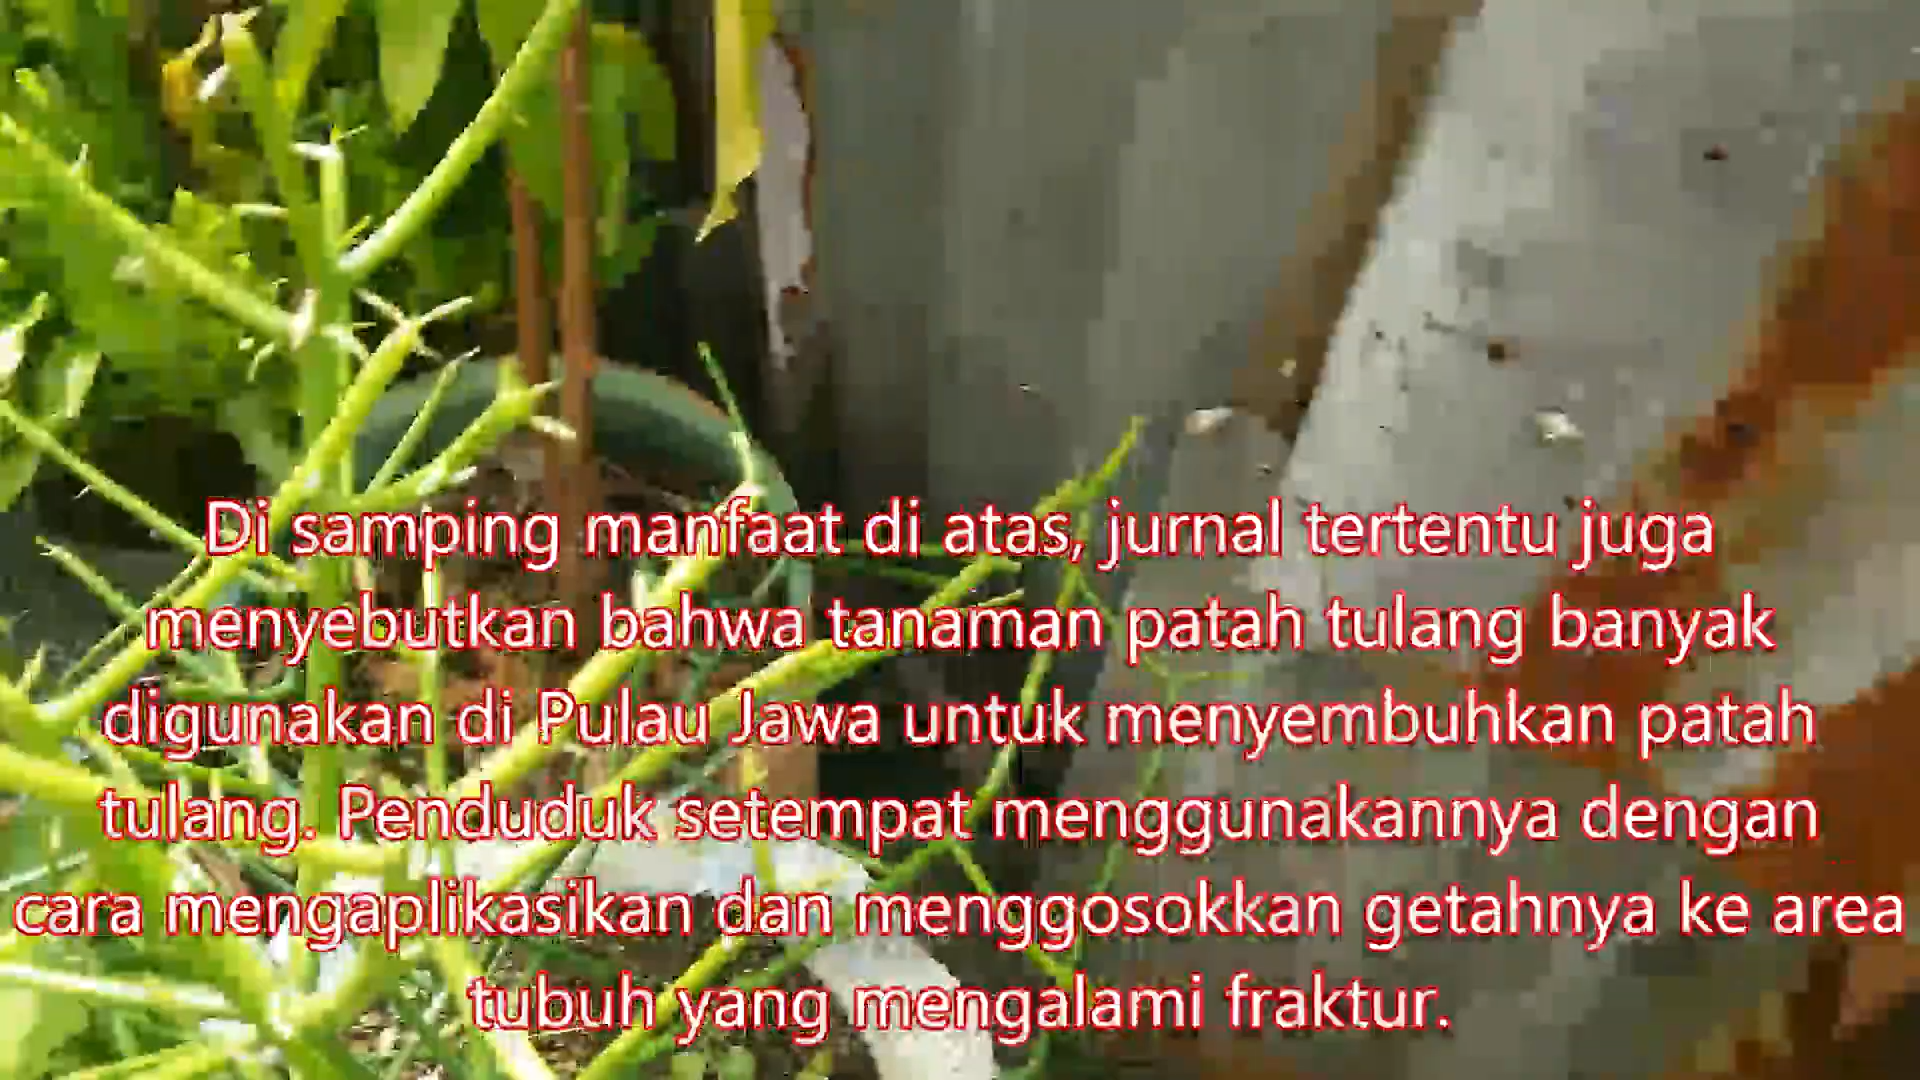 Di samping manfaat di atas, jurnal tertentu juga
menyebutkan bahwa tanaman patah tulang banyak
digunakan di Pulau Jawa untuk menyembuhkan patah
tulang. Penduduk setempat menggunakannya dengan
cara mengaplikasikan dan menggosokkan getahnya ke area
tubuh yang mengalami fraktur.